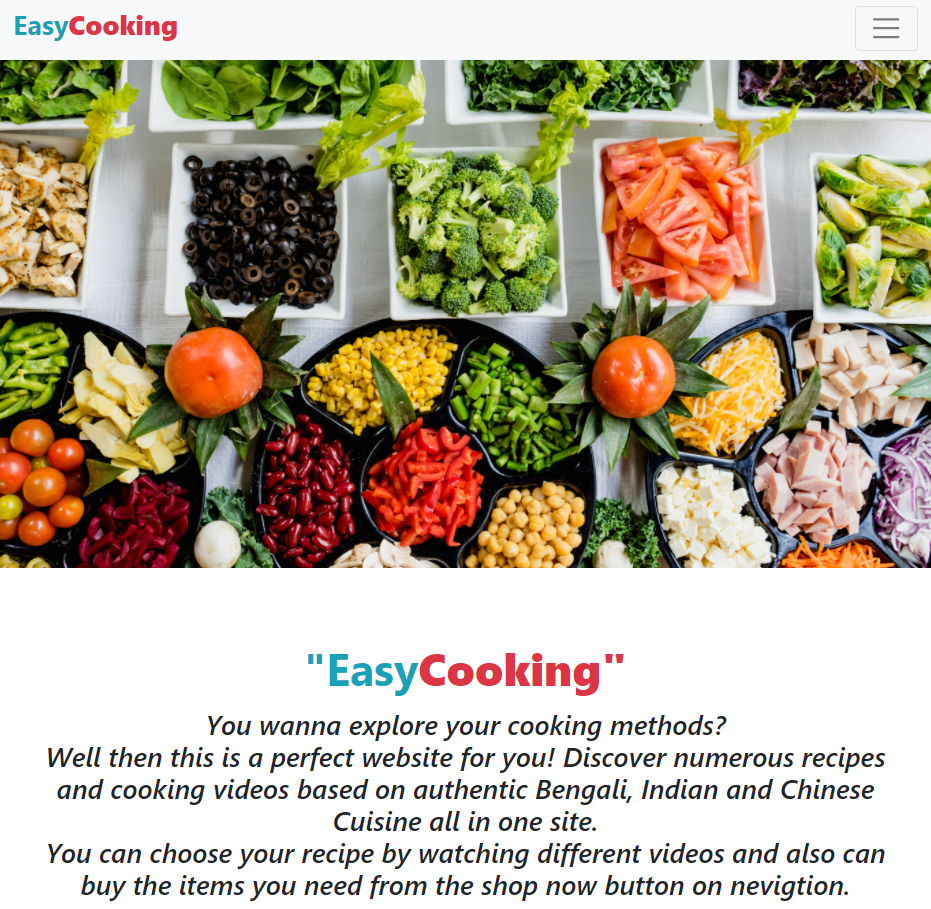 EasyCooking
"EasyCooking"
You wanna explore your cooking methods?
Well then this is a perfect website for you! Discover numerous recipes
and cooking videos based on authentic Bengali, Indian and Chinese
Cuisine all in one site.
You can choose your recipe by watching different videos and also can
buy the items you need from the shop now button on nevigtion.